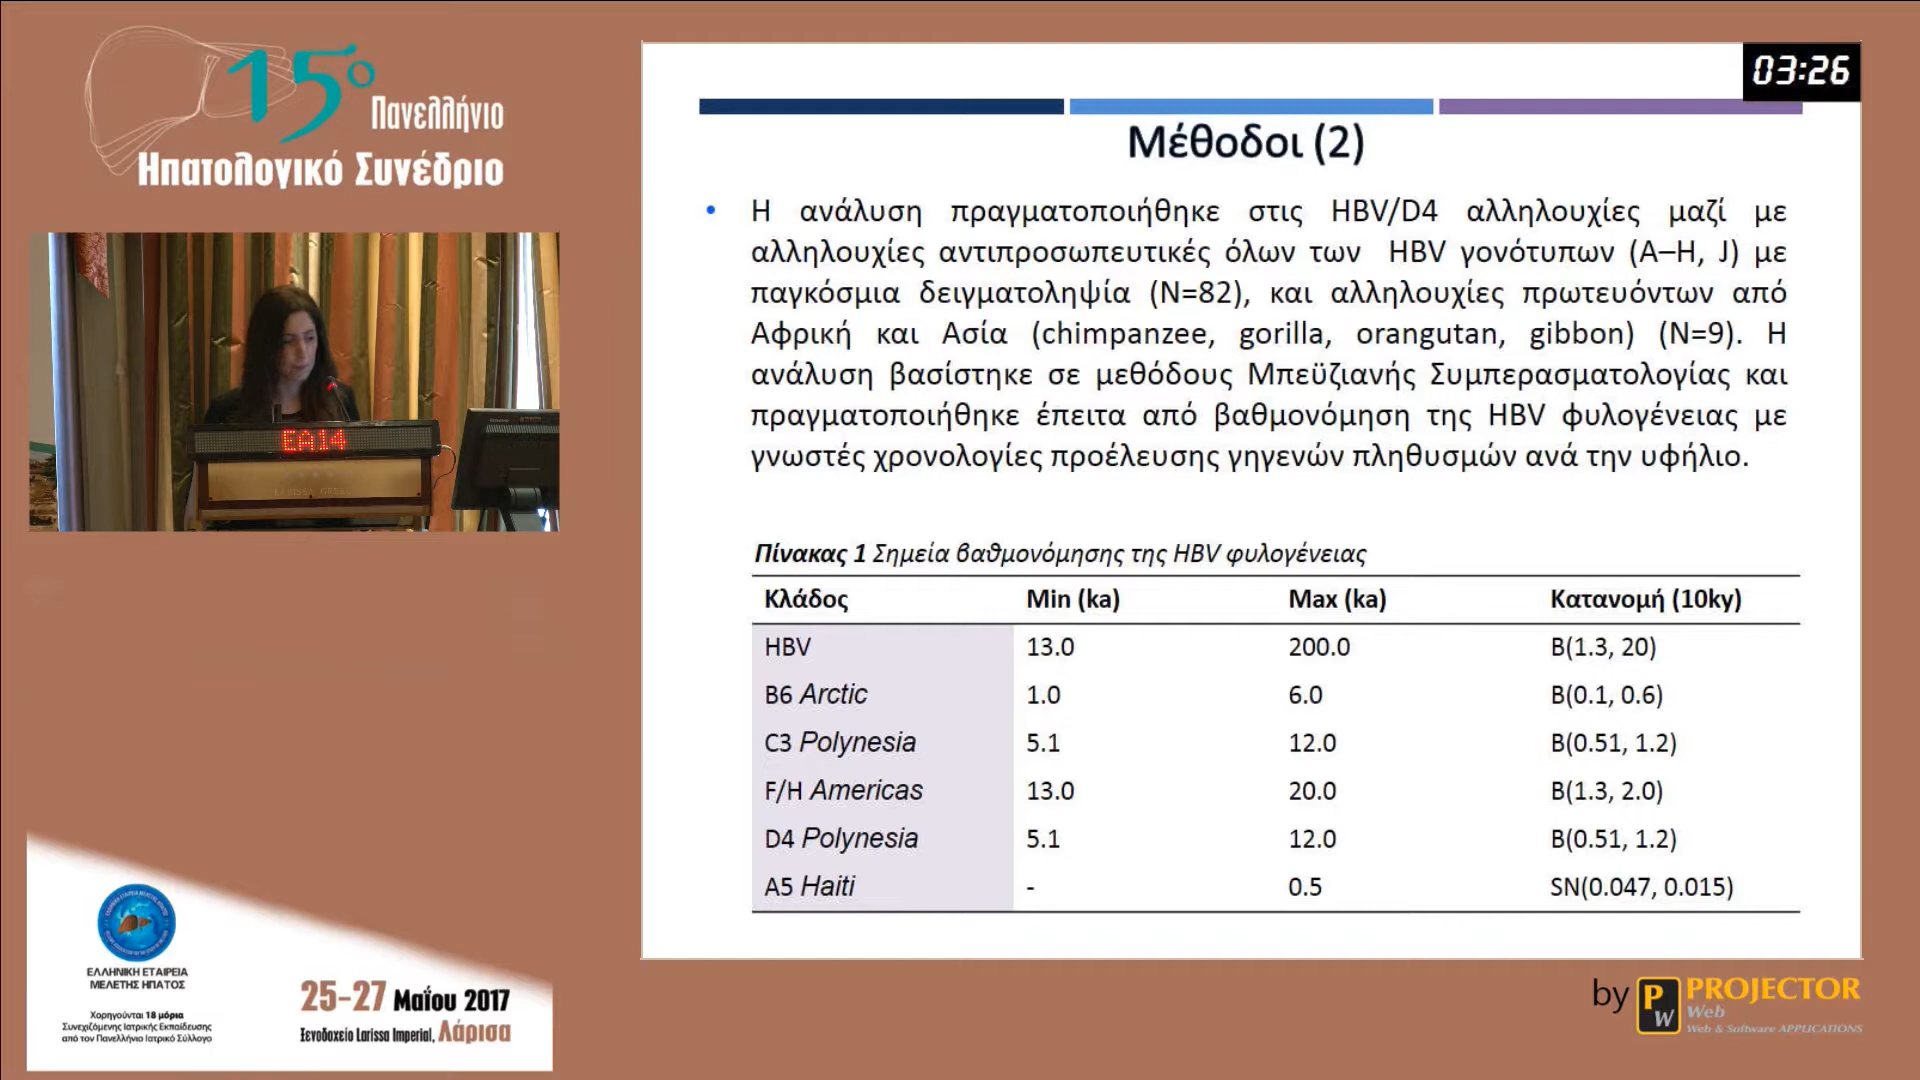 15ο
Πανελλήνιο
Ηπατολογικό Συνέδριο
EA14
LARISSA
03:26
Μέθοδοι (2)
• Η ανάλυση πραγματοποιήθηκε στις HBV/D4 αλληλουχίες μαζί με
αλληλουχίες αντιπροσωπευτικές όλων των HBV γονότυπων (A–H, J) με
παγκόσμια δειγματοληψία (N=82), και αλληλουχίες πρωτευόντων από
Αφρική και Ασία (chimpanzee, gorilla, orangutan, gibbon) (N=9). Η
ανάλυση βασίστηκε σε μεθόδους Μπεϋζιανής Συμπερασματολογίας και
πραγματοποιήθηκε έπειτα από βαθμονόμηση της HBV φυλογένειας με
γνωστές χρονολογίες προέλευσης γηγενών πληθυσμών ανά την υφήλιο.
Πίνακας 1 Σημεία βαθμονόμησης της HBV φυλογένειας
Κλάδος Min (ka) Max (ka) Κατανομή (10ky)
HBV 13.0 200.0 B(1.3, 20)
B6 Arctic 1.0 6.0 B(0.1, 0.6)
C3 Polynesia 5.1 12.0 B(0.51, 1.2)
F/H Americas 13.0 20.0 B(1.3, 2.0)
D4 Polynesia 5.1 12.0 B(0.51, 1.2)
A5 Haiti - 0.5 SN(0.047, 0.015)
ΕΛΛΗΝΙΚΗ ΕΤΑΙΡΕΙΑ
ΜΕΛΕΤΗΣ ΗΠΑΤΟΣ
Χορηγούνται 18 μόρια
Συνεχιζόμενης Ιατρικής Εκπαίδευσης
από τον Πανελλήνιο Ιατρικό Σύλλογο
25-27 Μαΐου 2017
Ξενοδοχείο Larissa Imperial, Λάρισα
by PW PROJECTOR
Web
Web & Software APPLICATIONS